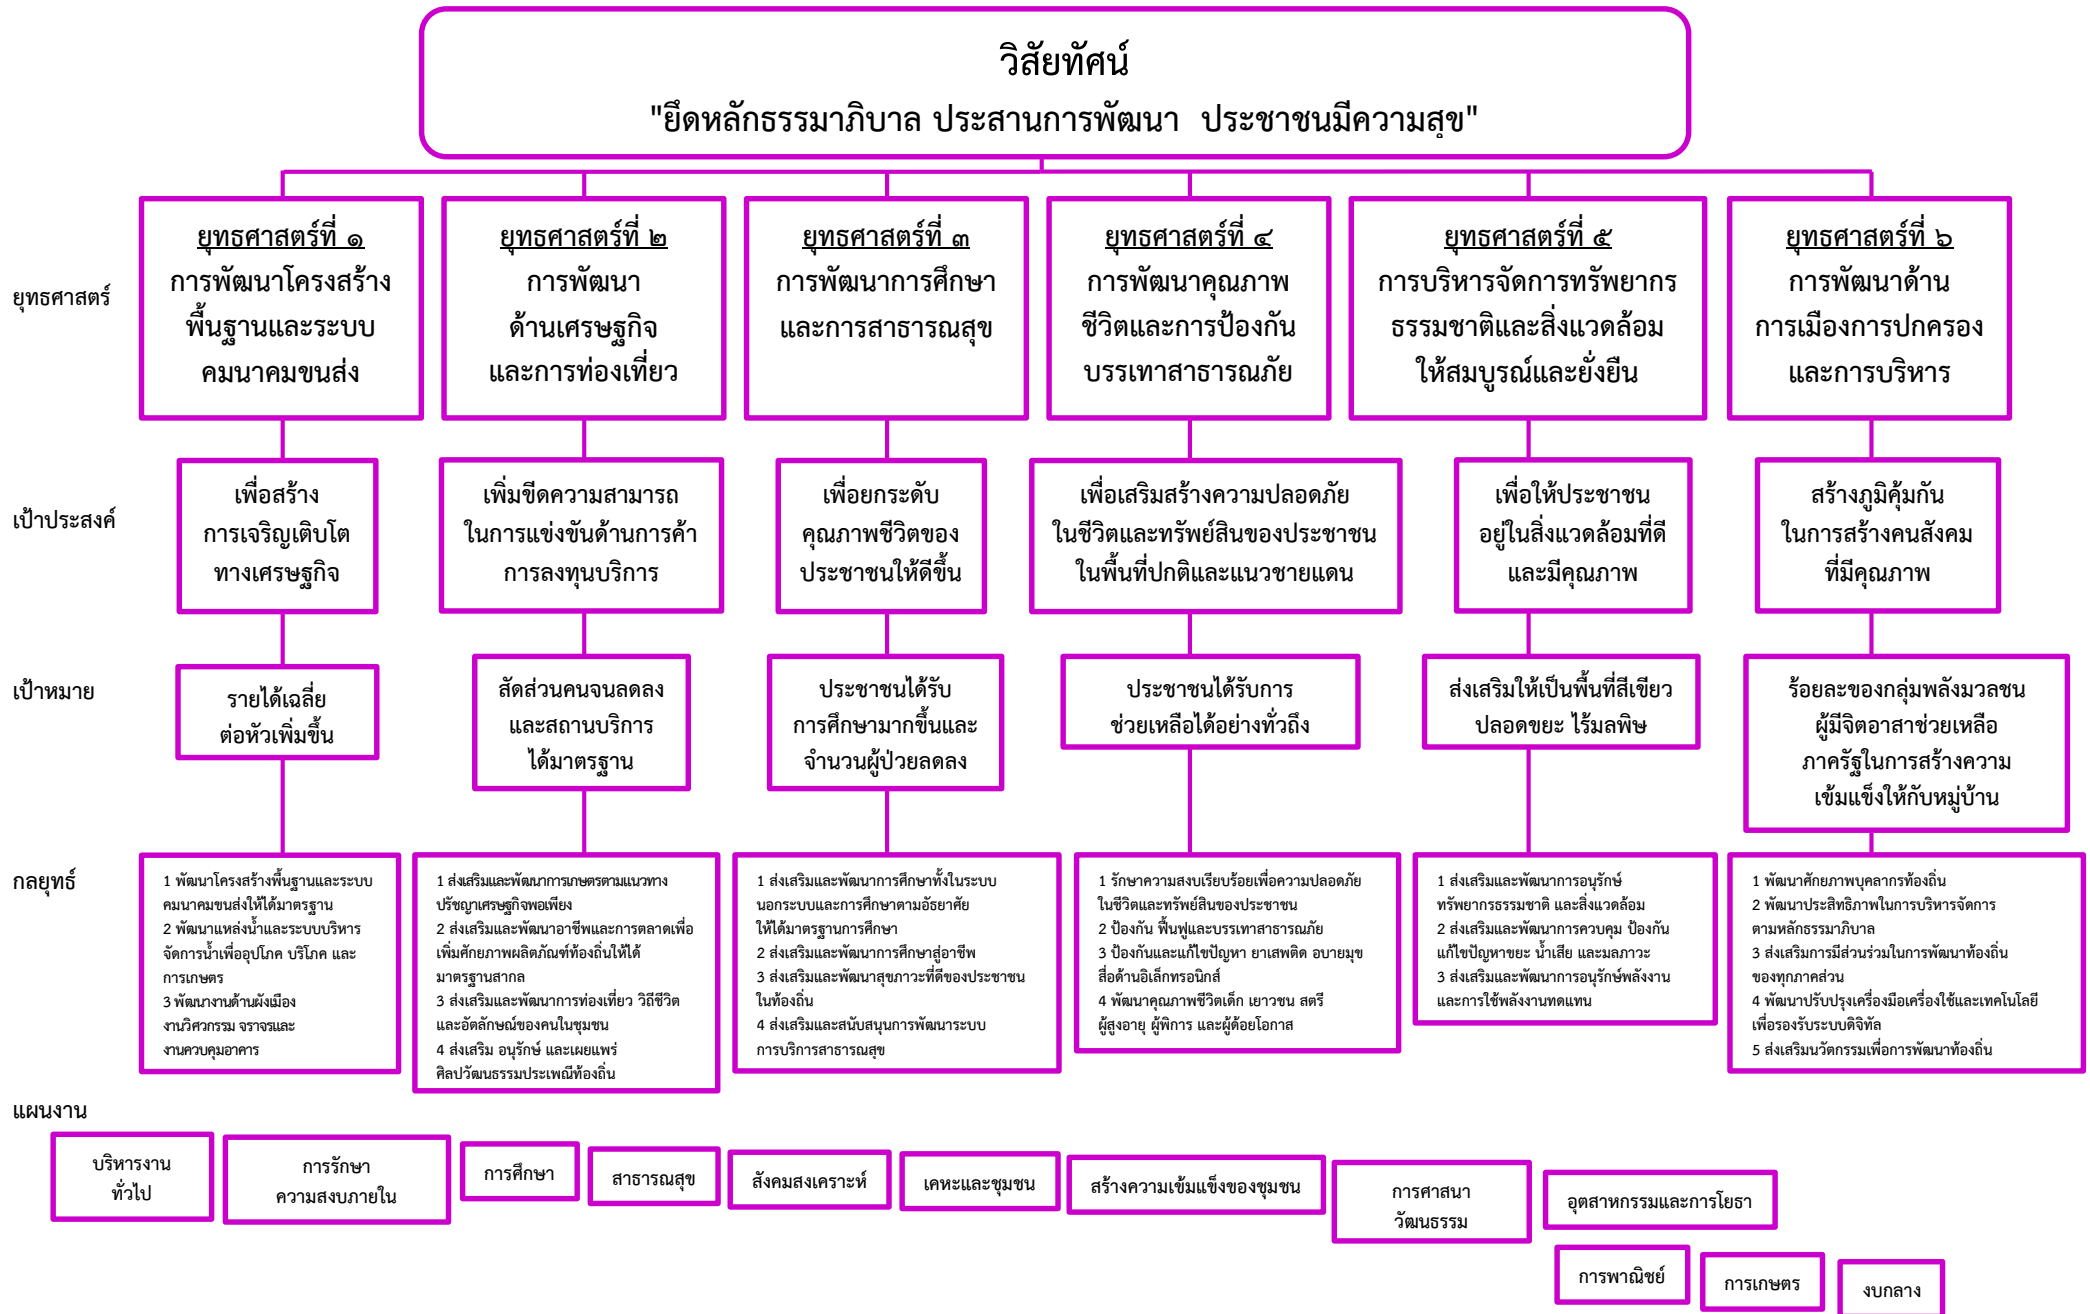 วิสัยทัศน์
"ยึดหลักธรรมาภิบาล ประสานการพัฒนา ประชาชนมีความสุข"
ยุทธศาสตร์
ยุทธศาสตร์ที่ ๑
การพัฒนาโครงสร้าง
พื้นฐานและระบบ
คมนาคมขนส่ง
ยุทธศาสตร์ที่ ๒
การพัฒนา
ด้านเศรษฐกิจ
และการท่องเที่ยว
ยุทธศาสตร์ที่ ๓
การพัฒนาการศึกษา
และการสาธารณสุข
ยุทธศาสตร์ที่ ๔
การพัฒนาคุณภาพ
ชีวิตและการป้องกัน
บรรเทาสาธารณภัย
ยุทธศาสตร์ที่ ๕
การบริหารจัดการทรัพยากร
ธรรมชาติและสิ่งแวดล้อม
ให้สมบูรณ์และยั่งยืน
ยุทธศาสตร์ที่ ๖
การพัฒนาด้าน
การเมืองการปกครอง
และการบริหาร
เป้าประสงค์
เพื่อสร้าง
การเจริญเติบโต
ทางเศรษฐกิจ
เพิ่มขีดความสามารถ
ในการแข่งขันด้านการค้า
การลงทุนบริการ
เพื่อยกระดับ
คุณภาพชีวิตของ
ประชาชนให้ดีขึ้น
เพื่อเสริมสร้างความปลอดภัย
ในชีวิตและทรัพย์สินของประชาชน
ในพื้นที่ปกติและแนวชายแดน
เพื่อให้ประชาชน
อยู่ในสิ่งแวดล้อมที่ดี
และมีคุณภาพ
สร้างภูมิคุ้มกัน
ในการสร้างคนสังคม
ที่มีคุณภาพ
เป้าหมาย
รายได้เฉลี่ย
ต่อหัวเพิ่มขึ้น
สัดส่วนคนจนลดลง
และสถานบริการ
ได้มาตรฐาน
ประชาชนได้รับ
การศึกษามากขึ้นและ
จำนวนผู้ป่วยลดลง
ประชาชนได้รับการ
ช่วยเหลือได้อย่างทั่วถึง
ส่งเสริมให้เป็นพื้นที่สีเขียว
ปลอดขยะ ไร้มลพิษ
ร้อยละของกลุ่มพลังมวลชน
ผู้มีจิตอาสาช่วยเหลือ
ภาครัฐในการสร้างความ
เข้มแข็งให้กับหมู่บ้าน
กลยุทธ์
1 พัฒนาโครงสร้างพื้นฐานและระบบ
คมนาคมขนส่งให้ได้มาตรฐาน
2 พัฒนาแหล่งน้ำและระบบบริหาร
จัดการน้ำเพื่ออุปโภค บริโภค และ
การเกษตร
3 พัฒนางานด้านผังเมือง
งานวิศวกรรม จราจรและ
งานควบคุมอาคาร
1 ส่งเสริมและพัฒนาการเกษตรตามแนวทาง
ปรัชญาเศรษฐกิจพอเพียง
2 ส่งเสริมและพัฒนาอาชีพและการตลาดเพื่อ
เพิ่มศักยภาพผลิตภัณฑ์ท้องถิ่นให้ได้
มาตรฐานสากล
3 ส่งเสริมและพัฒนาการท่องเที่ยว วิถีชีวิต
และอัตลักษณ์ของคนในชุมชน
4 ส่งเสริม อนุรักษ์ และเผยแพร่
ศิลปวัฒนธรรมประเพณีท้องถิ่น
1 ส่งเสริมและพัฒนาการศึกษาทั้งในระบบ
นอกระบบและการศึกษาตามอัธยาศัย
ให้ได้มาตรฐานการศึกษา
2 ส่งเสริมและพัฒนาการศึกษาสู่อาชีพ
3 ส่งเสริมและพัฒนาสุขภาวะที่ดีของประชาชน
ในท้องถิ่น
4 ส่งเสริมและสนับสนุนการพัฒนาระบบ
การบริการสาธารณสุข
1 รักษาความสงบเรียบร้อยเพื่อความปลอดภัย
ในชีวิตและทรัพย์สินของประชาชน
2 ป้องกัน ฟื้นฟูและบรรเทาสาธารณภัย
3 ป้องกันและแก้ไขปัญหา ยาเสพติด อบายมุข
สื่อด้านอิเล็กทรอนิกส์
4 พัฒนาคุณภาพชีวิตเด็ก เยาวชน สตรี
ผู้สูงอายุ ผู้พิการ และผู้ด้อยโอกาส
1 ส่งเสริมและพัฒนาการอนุรักษ์
ทรัพยากรธรรมชาติ และสิ่งแวดล้อม
2 ส่งเสริมและพัฒนาการควบคุม ป้องกัน
แก้ไขปัญหาขยะ น้ำเสีย และมลภาวะ
3 ส่งเสริมและพัฒนาการอนุรักษ์พลังงาน
และการใช้พลังงานทดแทน
1 พัฒนาศักยภาพบุคลากรท้องถิ่น
2 พัฒนาประสิทธิภาพในการบริหารจัดการ
ตามหลักธรรมาภิบาล
3 ส่งเสริมการมีส่วนร่วมในการพัฒนาท้องถิ่น
ของทุกภาคส่วน
4 พัฒนาปรับปรุงเครื่องมือเครื่องใช้และเทคโนโลยี
เพื่อรองรับระบบดิจิทัล
5 ส่งเสริมนวัตกรรมเพื่อการพัฒนาท้องถิ่น
แผนงาน
บริหารงาน
ทั่วไป
การรักษา
ความสงบภายใน
การศึกษา
สาธารณสุข
สังคมสงเคราะห์
เคหะและชุมชน
สร้างความเข้มแข็งของชุมชน
การศาสนา
วัฒนธรรม
อุตสาหกรรมและการโยธา
การพาณิชย์
การเกษตร
งบกลาง